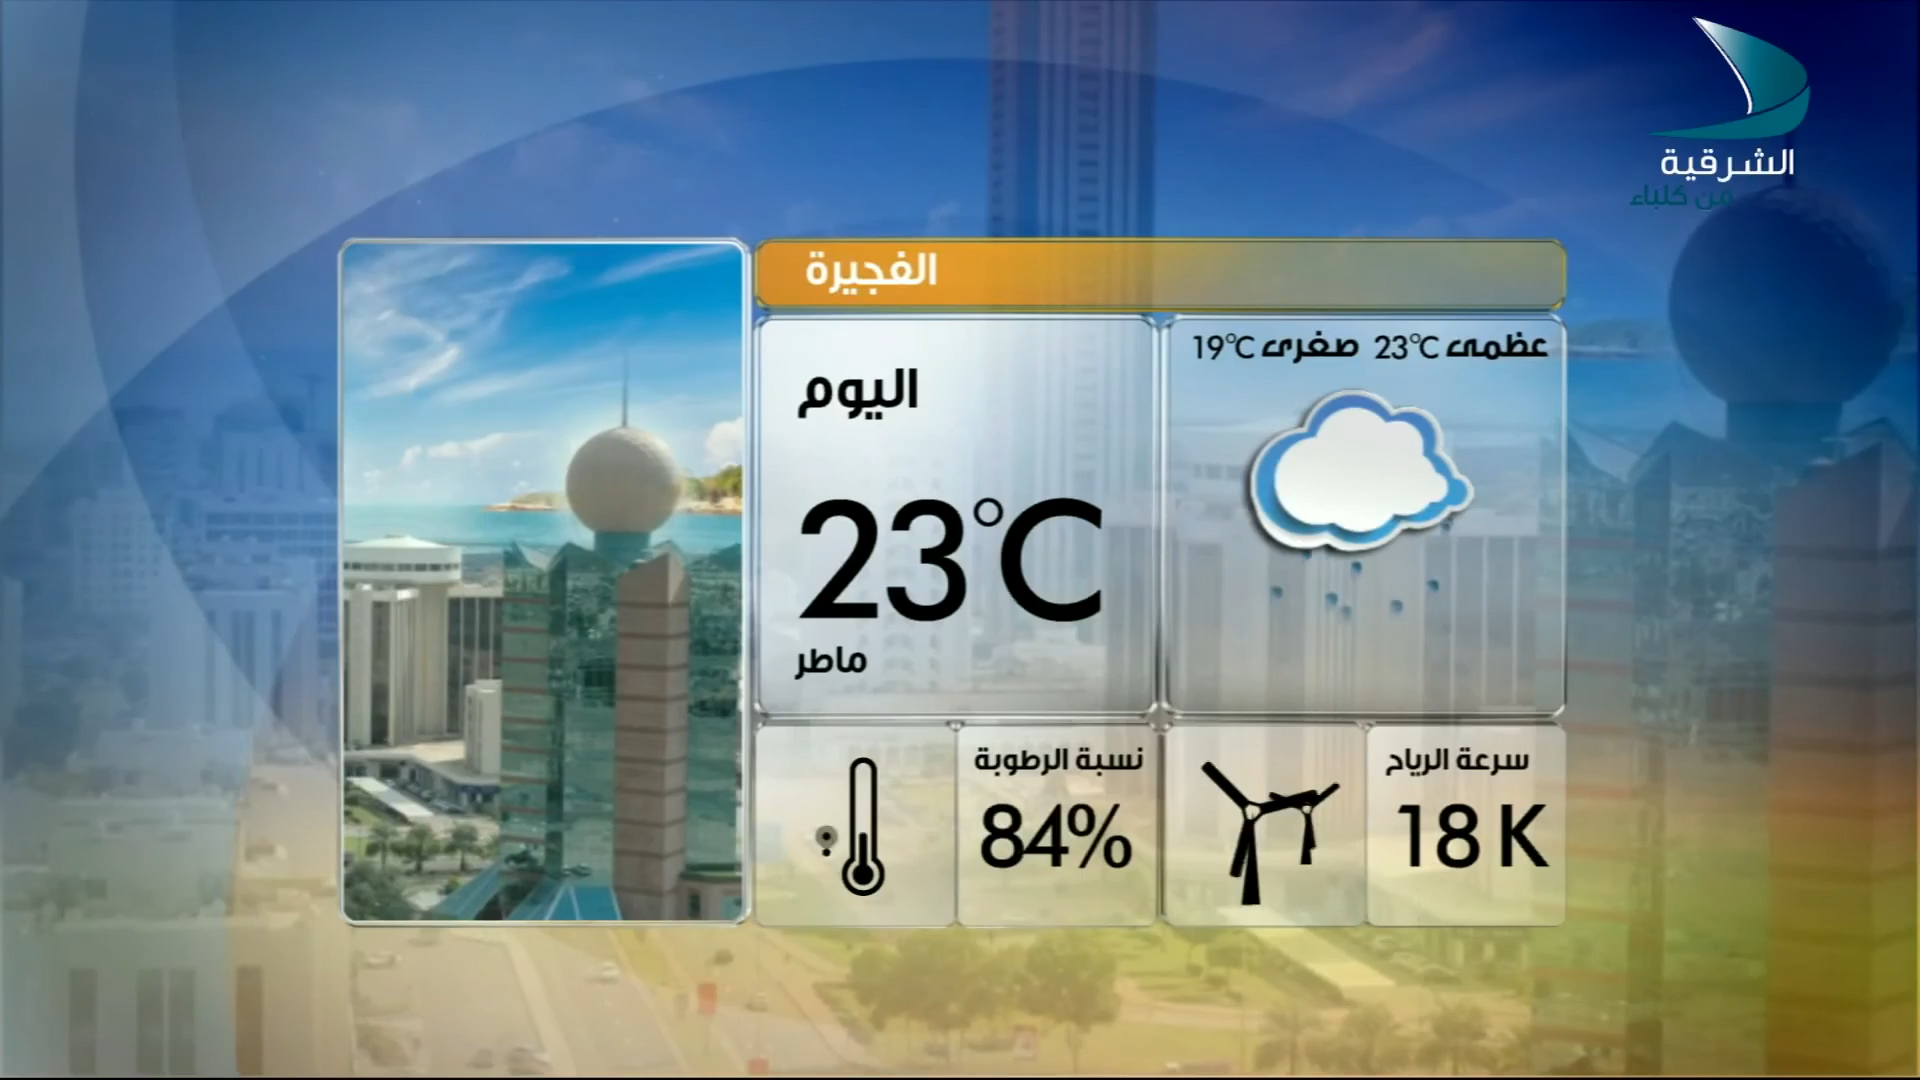 الشرقية
من كلباء
الفجيرة
عظمى 23°C صغرى 19°C
اليوم
23°C
ماطر
سرعة الرياح
18 K
نسبة الرطوبة
84%